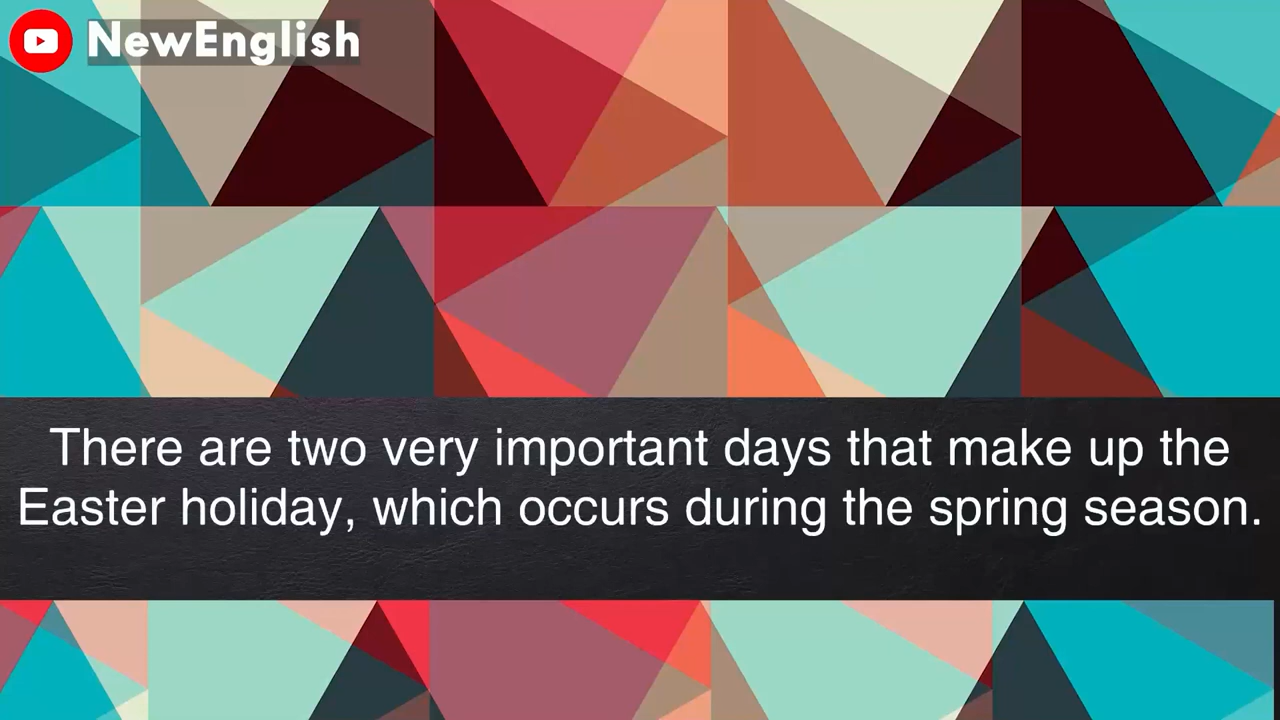 NewEnglish
There are two very important days that make up the
Easter holiday, which occurs during the spring season.